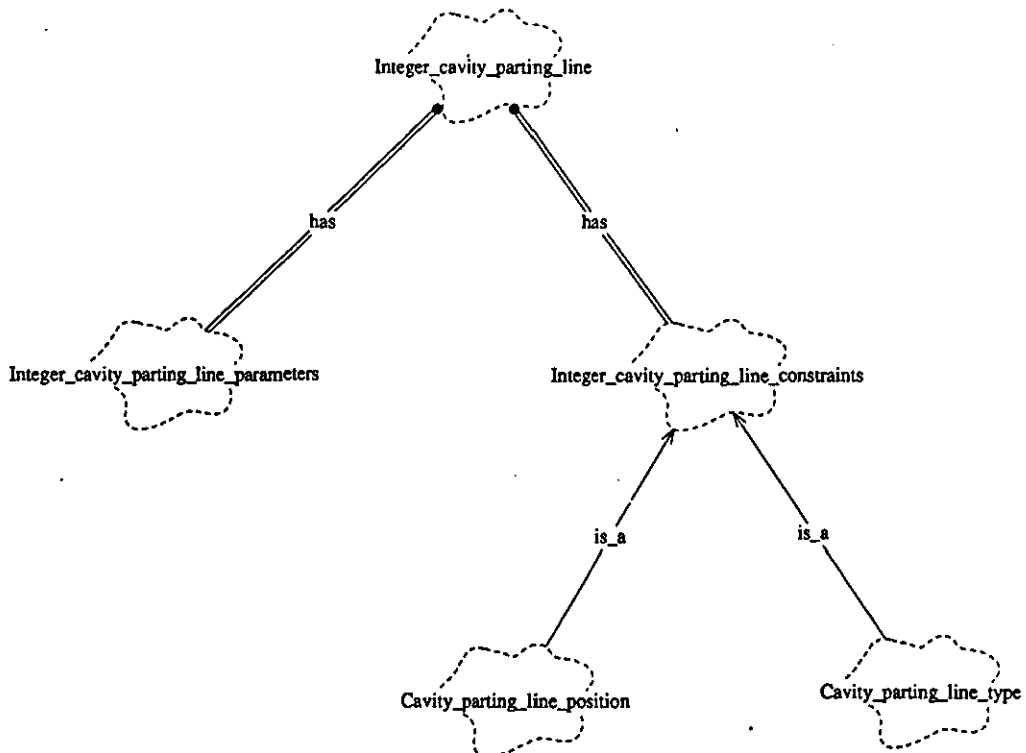 Integer_cavity_parting_line
has
has
Integer_cavity_parting_line_parameters
Integer_cavity_parting_line_constraints
is_a
is_a
Cavity_parting_line_position
Cavity_parting_line_type